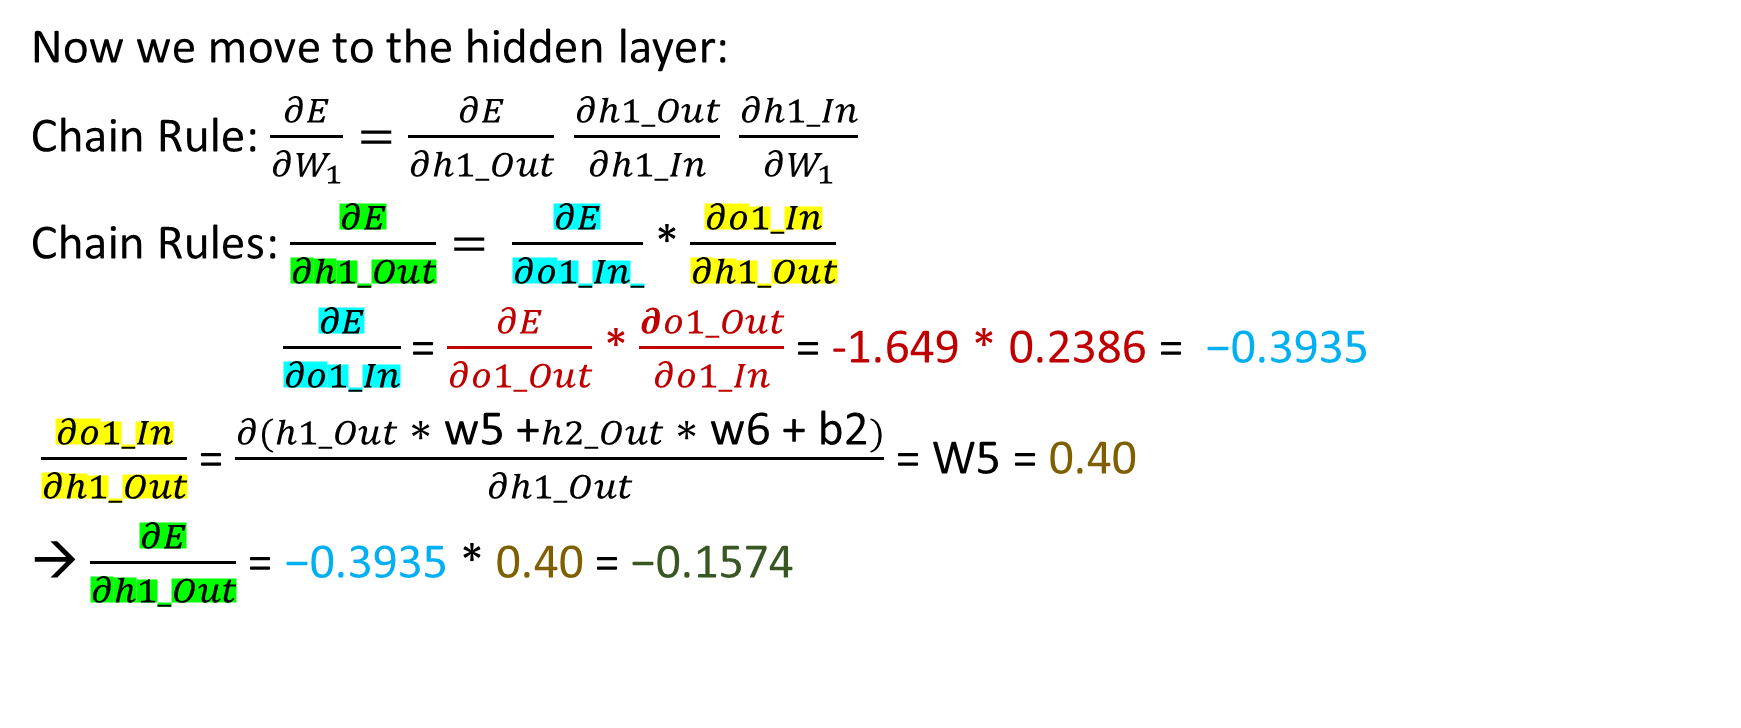 Now we move to the hidden layer:
Chain Rule: ∂E/∂W₁ = ∂E/∂h1_Out ∂h1_Out/∂h1_In ∂h1_In/∂W₁
Chain Rules: ∂E/∂h1_Out = ∂E/∂o1_In_ * ∂o1_In/∂h1_Out
∂E/∂o1_In = ∂E/∂o1_Out * ∂o1_Out/∂o1_In = -1.649 * 0.2386 = −0.3935
∂o1_In/∂h1_Out = ∂(h1_Out * w5 +h2_Out * w6 + b2)/∂h1_Out = W5 = 0.40
→ ∂E/∂h1_Out = −0.3935 * 0.40 = −0.1574